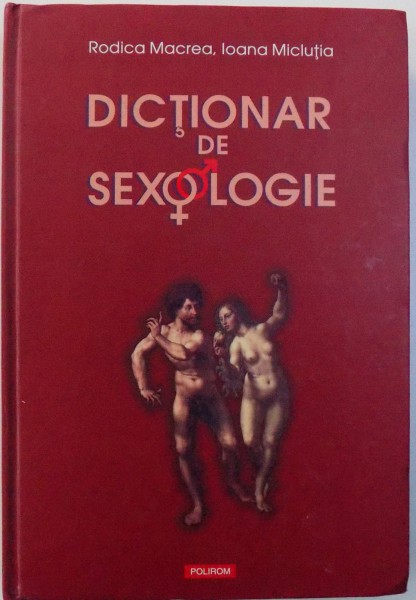 Rodica Macrea, Ioana Micluția
DICȚIONAR
DE
SEXOLOGIE
POLIROM